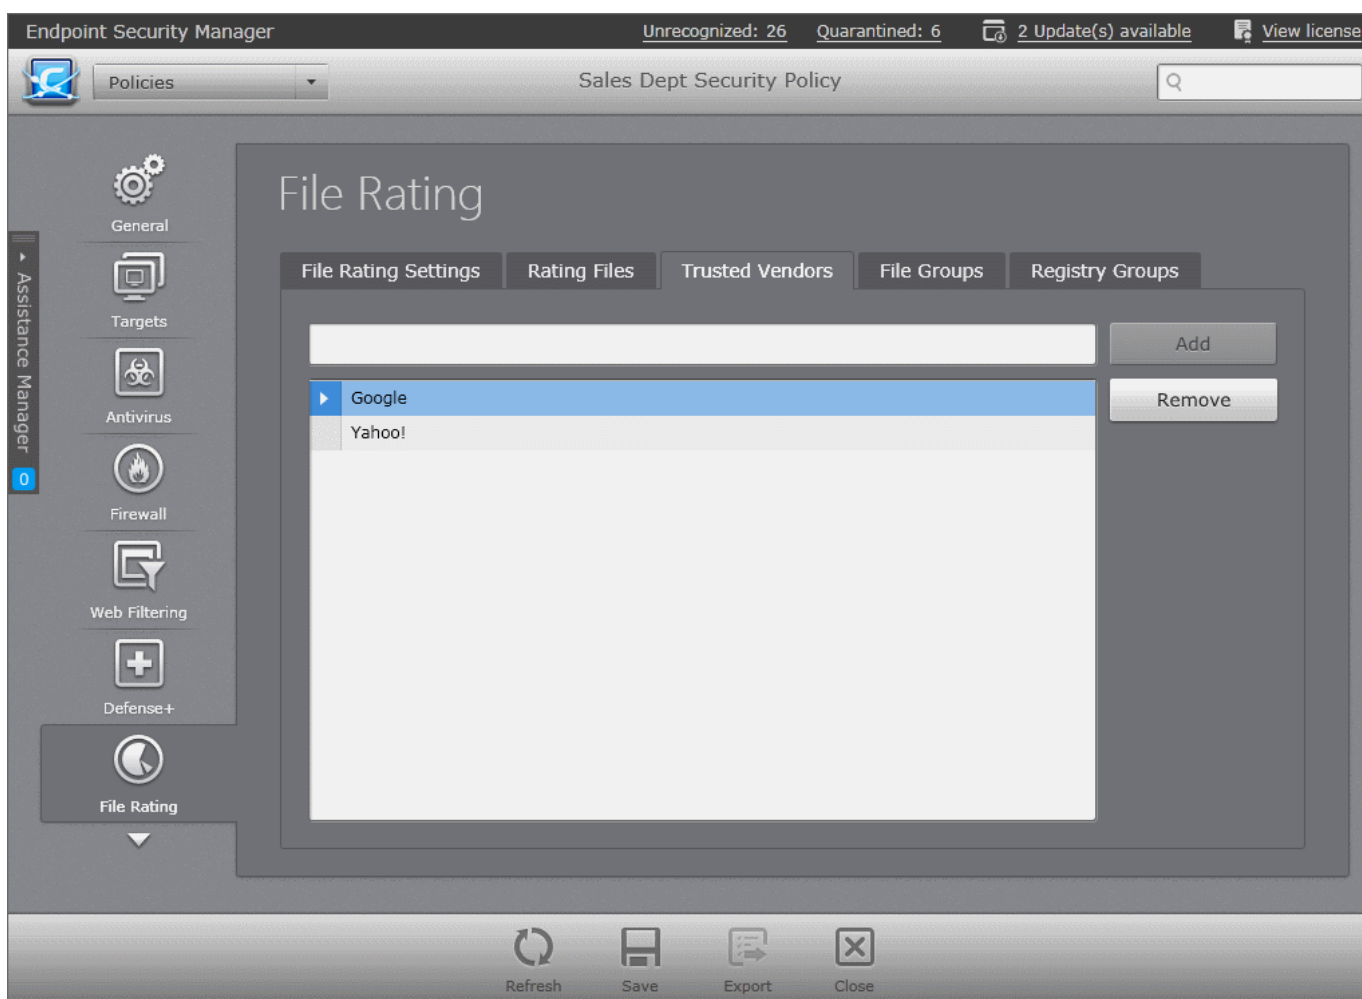 Endpoint Security Manager
Unrecognized: 26
Quarantined: 6
2 Update(s) available
View license
Policies
Sales Dept Security Policy
General
Targets
Antivirus
Firewall
Web Filtering
Defense+
File Rating
Assistance Manager
0
File Rating
File Rating Settings
Rating Files
Trusted Vendors
File Groups
Registry Groups
Add
Google
Yahoo!
Remove
Refresh
Save
Export
Close